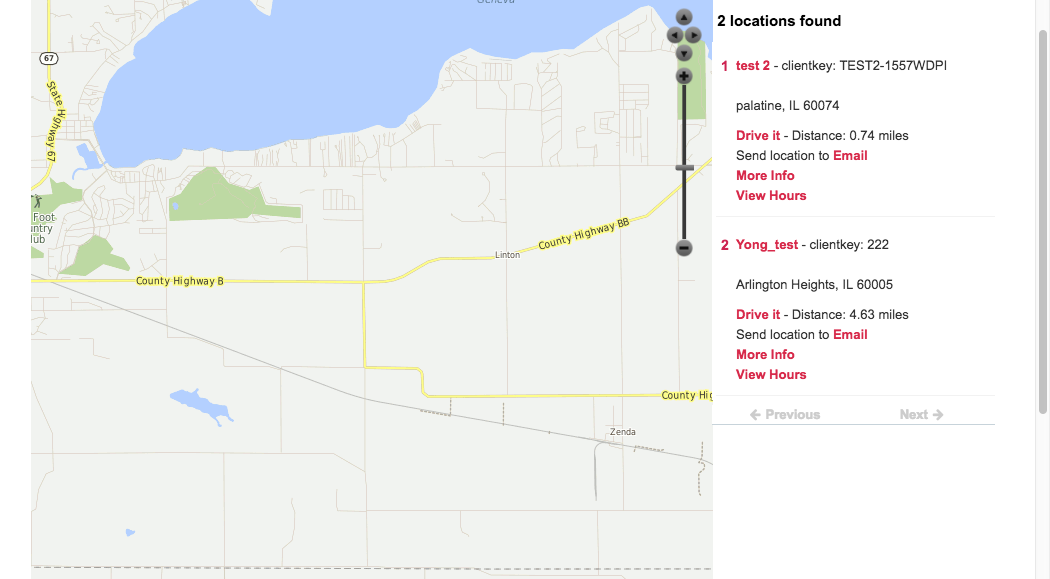 Geneva
67
State Highway 67
Foot
untry
lub
County Highway BB
Linton
County Highway B
County Hig
Zenda
2 locations found
1 test 2 - clientkey: TEST2-1557WDPI
palatine, IL 60074
Drive it - Distance: 0.74 miles
Send location to Email
More Info
View Hours
2 Yong_test - clientkey: 222
Arlington Heights, IL 60005
Drive it - Distance: 4.63 miles
Send location to Email
More Info
View Hours
Previous Next